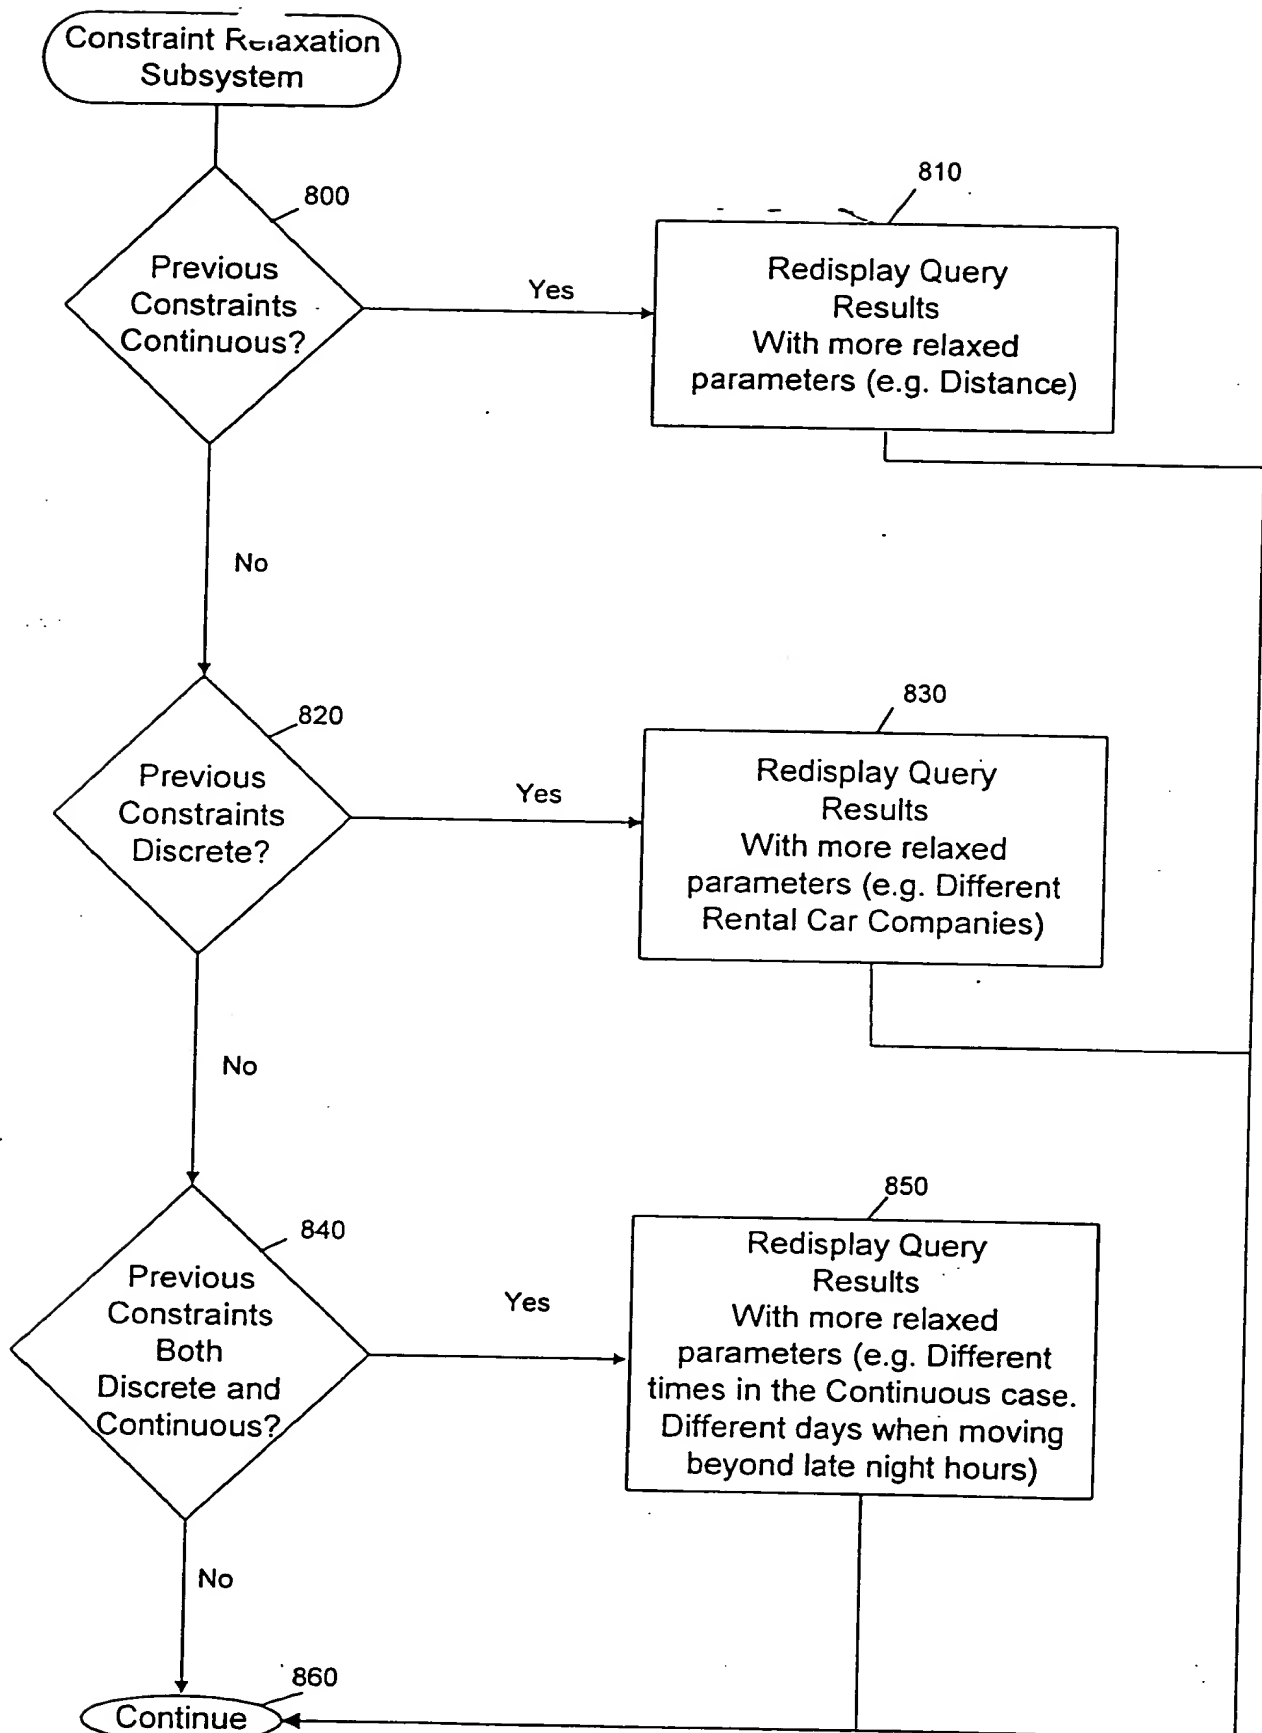 Constraint Relaxation
Subsystem
800
Previous
Constraints
Continuous?
Yes
810
Redisplay Query
Results
With more relaxed
parameters (e.g. Distance)
No
820
Previous
Constraints
Discrete?
Yes
830
Redisplay Query
Results
With more relaxed
parameters (e.g. Different
Rental Car Companies)
No
840
Previous
Constraints
Both
Discrete and
Continuous?
Yes
850
Redisplay Query
Results
With more relaxed
parameters (e.g. Different
times in the Continuous case.
Different days when moving
beyond late night hours)
No
860
Continue